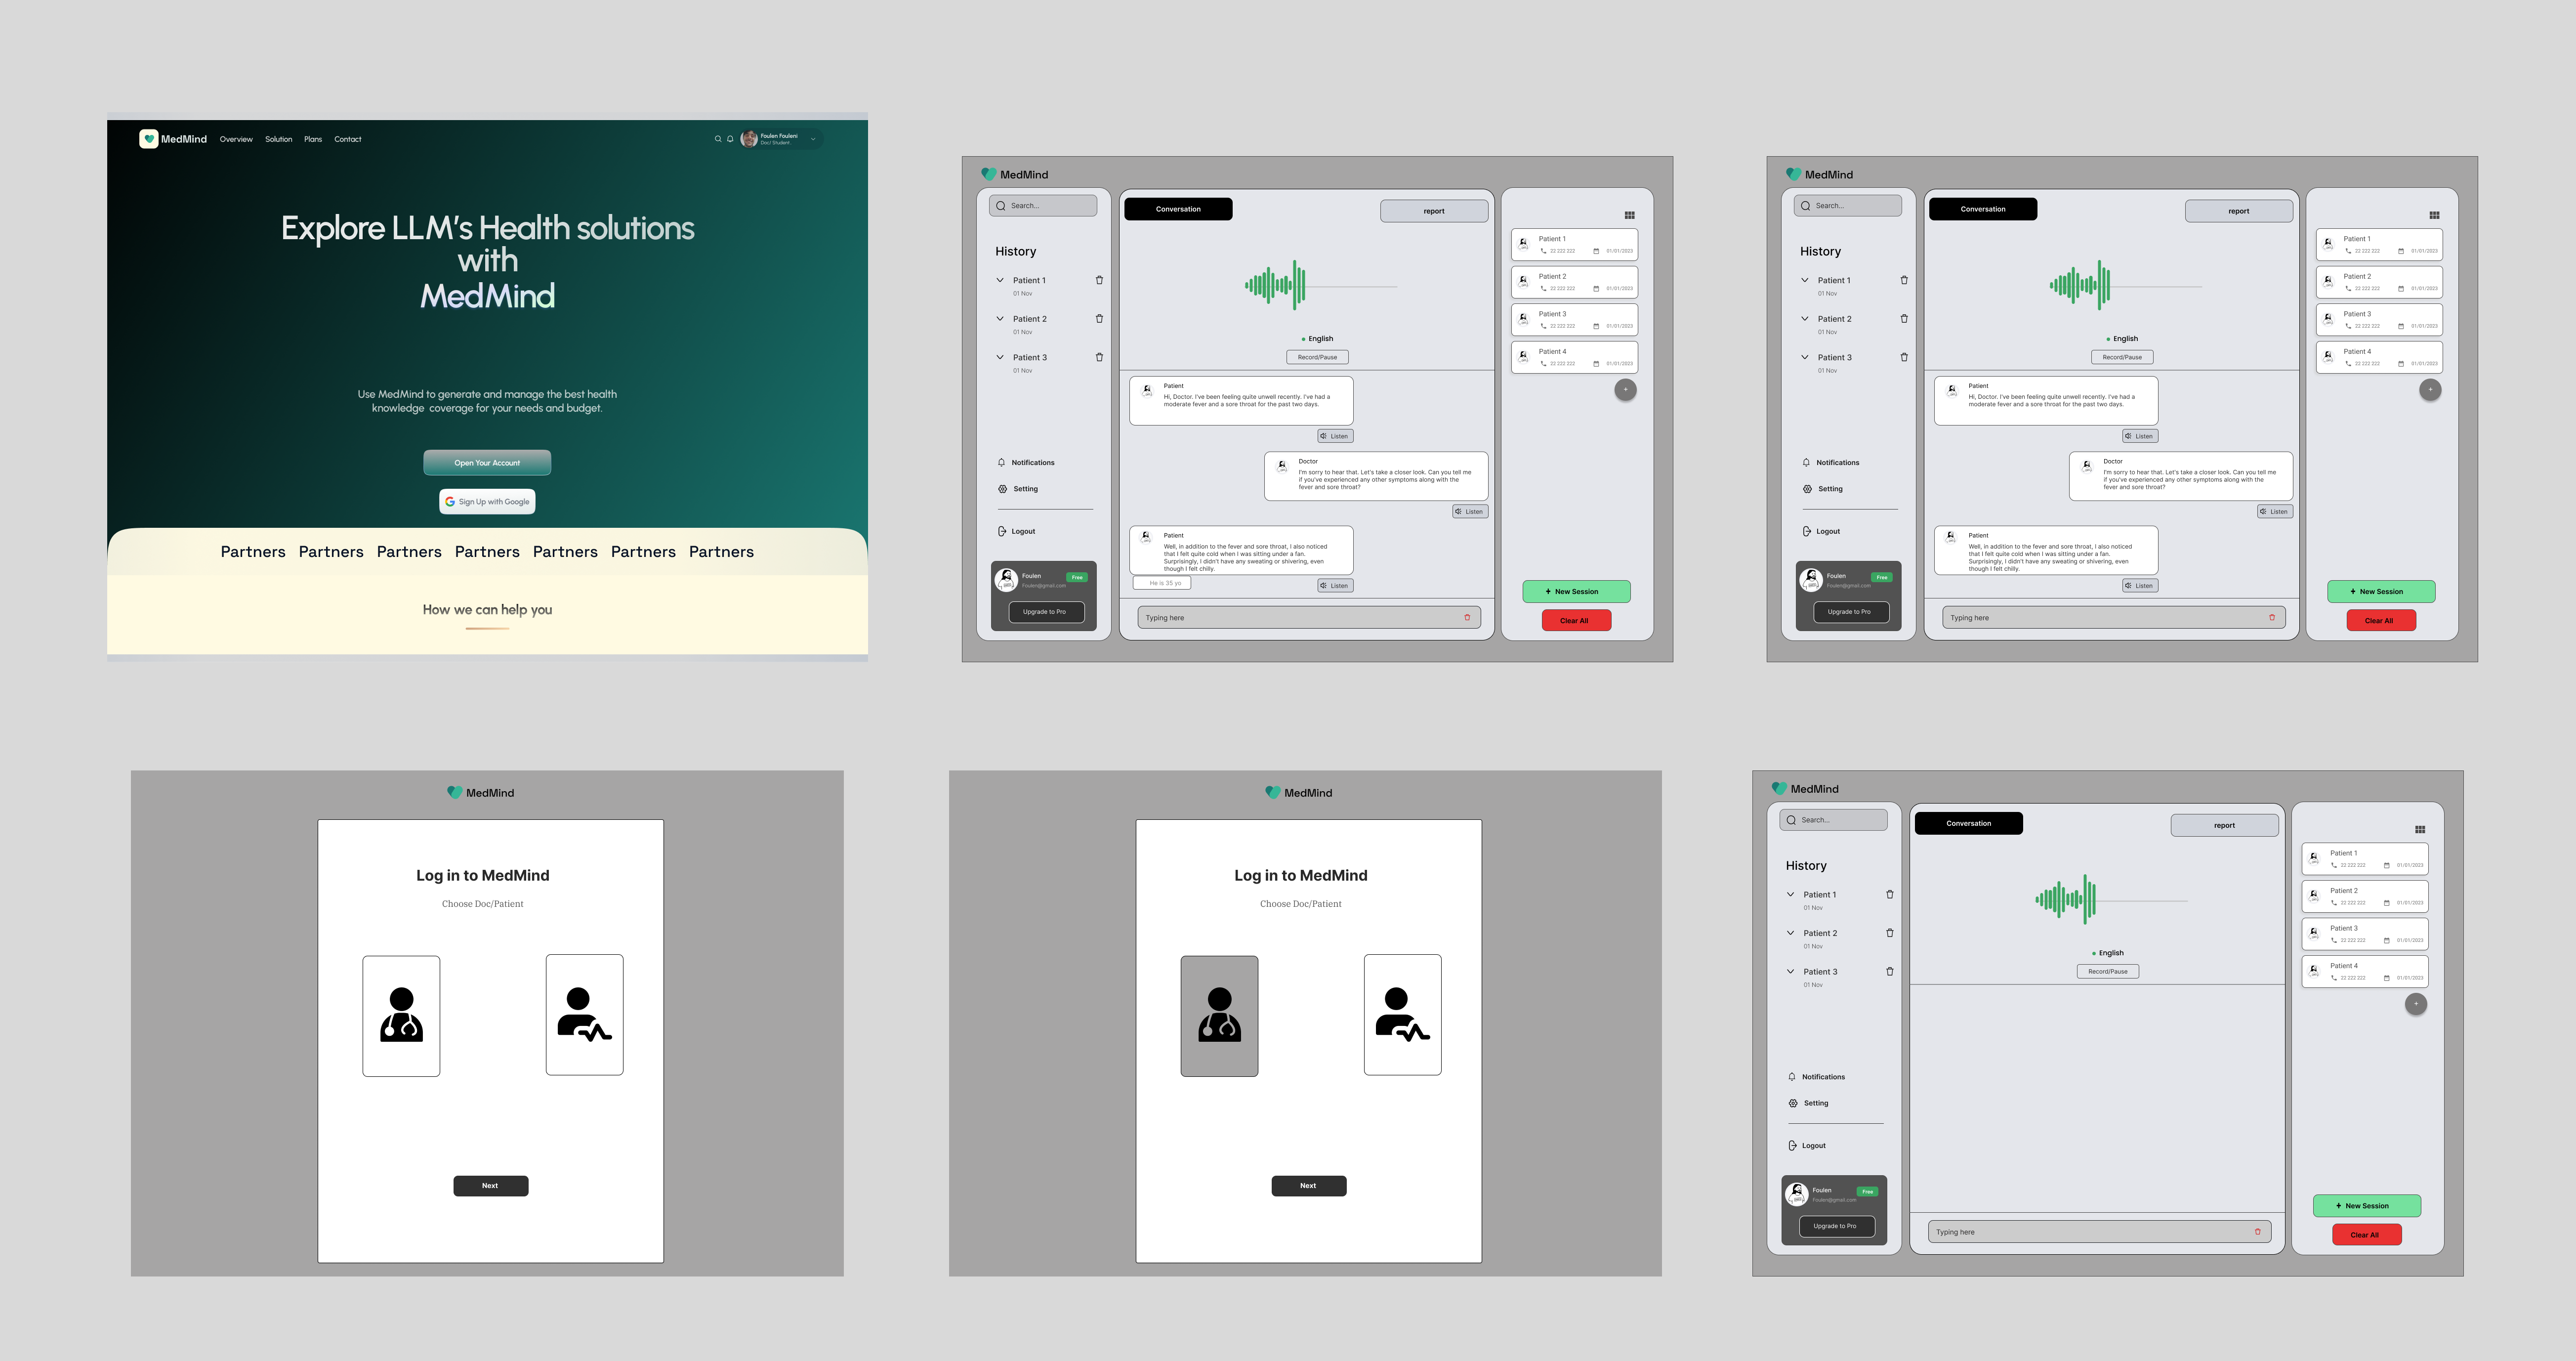 MedMind
Overview
Solution
Plans
Contact
Foulen Fouleni
Doc/ Student
Explore LLM's Health solutions
with
MedMind
Use MedMind to generate and manage the best health
knowledge coverage for your needs and budget.
Open Your Account
Sign Up with Google
Partners Partners Partners Partners Partners Partners Partners
How we can help you
MedMind
Search...
History
Patient 1
01 Nov
Patient 2
01 Nov
Patient 3
01 Nov
Notifications
Setting
Logout
Foulen
Free
Foulen@gmail.com
Upgrade to Pro
Conversation
report
English
Record/Pause
Patient
Hi, Doctor. I've been feeling quite unwell recently. I've had a
moderate fever and a sore throat for the past two days.
Listen
Doctor
I'm sorry to hear that. Let's take a closer look. Can you tell me
if you've experienced any other symptoms along with the
fever and sore throat?
Listen
Patient
Well, in addition to the fever and sore throat, I also noticed
that I felt quite cold when I was sitting under a fan.
Surprisingly, I didn't have any sweating or shivering, even
though I felt chilly.
He is 35 yo
Listen
Typing here
Patient 1
22 222 222 01/01/2023
Patient 2
22 222 222 01/01/2023
Patient 3
22 222 222 01/01/2023
Patient 4
22 222 222 01/01/2023
+
+ New Session
Clear All
MedMind
Search...
History
Patient 1
01 Nov
Patient 2
01 Nov
Patient 3
01 Nov
Notifications
Setting
Logout
Foulen
Free
Foulen@gmail.com
Upgrade to Pro
Conversation
report
English
Record/Pause
Patient
Hi, Doctor. I've been feeling quite unwell recently. I've had a
moderate fever and a sore throat for the past two days.
Listen
Doctor
I'm sorry to hear that. Let's take a closer look. Can you tell me
if you've experienced any other symptoms along with the
fever and sore throat?
Listen
Patient
Well, in addition to the fever and sore throat, I also noticed
that I felt quite cold when I was sitting under a fan.
Surprisingly, I didn't have any sweating or shivering, even
though I felt chilly.
Listen
Typing here
Patient 1
22 222 222 01/01/2023
Patient 2
22 222 222 01/01/2023
Patient 3
22 222 222 01/01/2023
Patient 4
22 222 222 01/01/2023
+
+ New Session
Clear All
MedMind
Log in to MedMind
Choose Doc/Patient
Next
MedMind
Log in to MedMind
Choose Doc/Patient
Next
MedMind
Search...
History
Patient 1
01 Nov
Patient 2
01 Nov
Patient 3
01 Nov
Notifications
Setting
Logout
Foulen
Free
Foulen@gmail.com
Upgrade to Pro
Conversation
report
English
Record/Pause
Typing here
Patient 1
22 222 222 01/01/2023
Patient 2
22 222 222 01/01/2023
Patient 3
22 222 222 01/01/2023
Patient 4
22 222 222 01/01/2023
+
+ New Session
Clear All